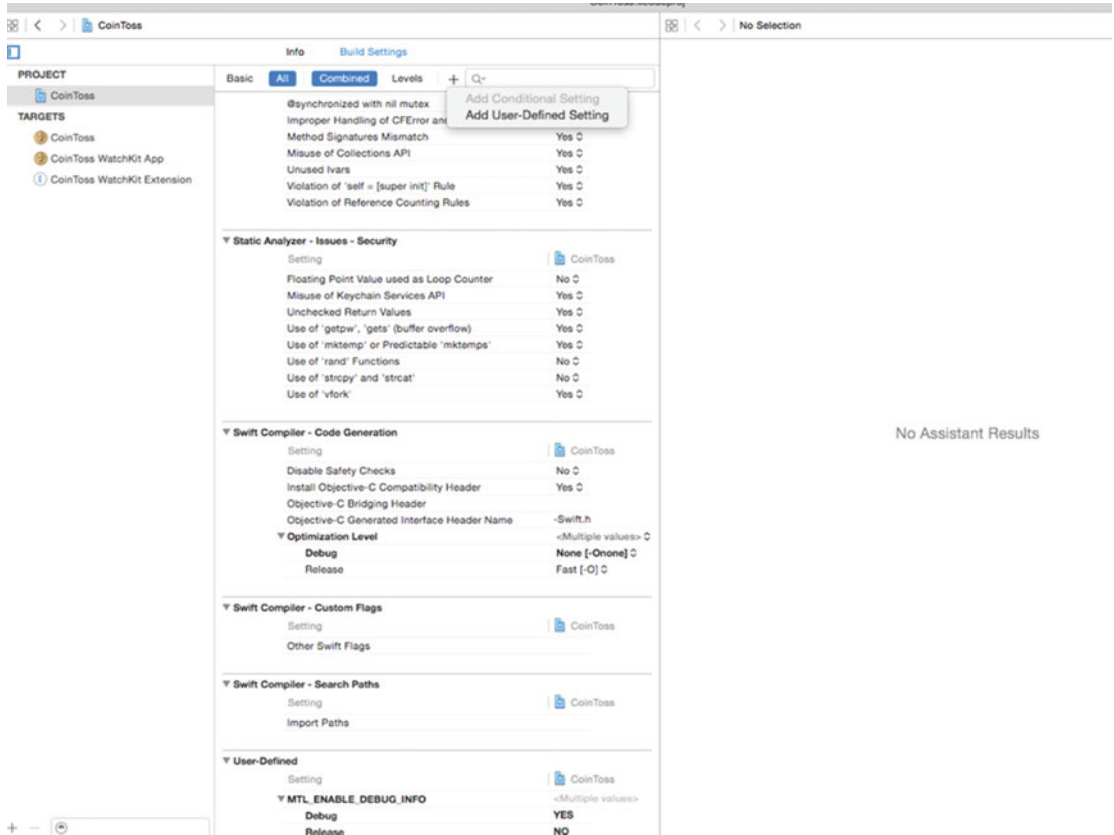 CoinToss.xcodeproj
CoinToss
No Selection
Info Build Settings
PROJECT
CoinToss
TARGETS
CoinToss
CoinToss WatchKit App
CoinToss WatchKit Extension
Basic All Combined Levels +
Add Conditional Setting
Add User-Defined Setting
@synchronized with nil mutex
Improper Handling of CFError and
Method Signatures Mismatch Yes
Misuse of Collections API Yes
Unused Ivars Yes
Violation of 'self = [super init]' Rule Yes
Violation of Reference Counting Rules Yes
Static Analyzer - Issues - Security
Setting CoinToss
Floating Point Value used as Loop Counter No
Misuse of Keychain Services API Yes
Unchecked Return Values Yes
Use of 'getpw', 'gets' (buffer overflow) Yes
Use of 'mktemp' or Predictable 'mktemps' Yes
Use of 'rand' Functions No
Use of 'strcpy' and 'strcat' No
Use of 'vfork' Yes
Swift Compiler - Code Generation
Setting CoinToss
Disable Safety Checks No
Install Objective-C Compatibility Header Yes
Objective-C Bridging Header
Objective-C Generated Interface Header Name -Swift.h
Optimization Level <Multiple values>
Debug None [-Onone]
Release Fast [-O]
Swift Compiler - Custom Flags
Setting CoinToss
Other Swift Flags
Swift Compiler - Search Paths
Setting CoinToss
Import Paths
User-Defined
Setting CoinToss
MTL_ENABLE_DEBUG_INFO <Multiple values>
Debug YES
Release NO
No Assistant Results